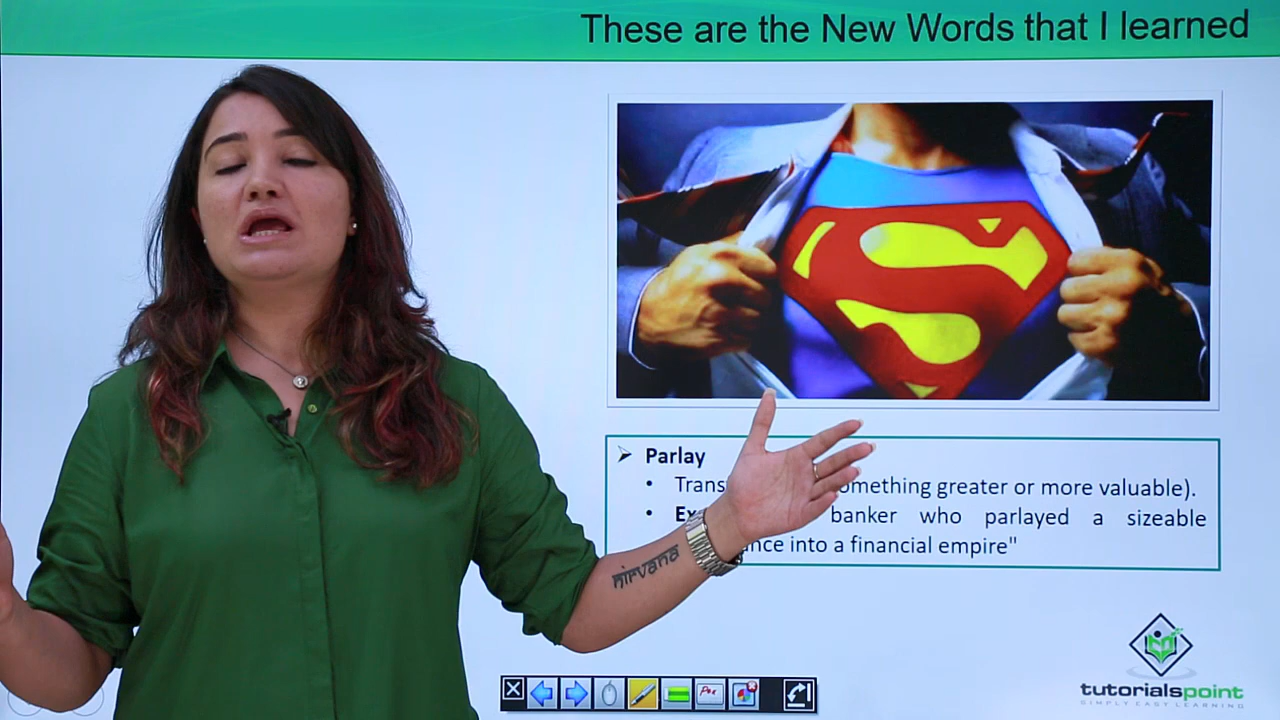 These are the New Words that I learned
Parlay
Trans omething greater or more valuable).
Ex banker who parlayed a sizeable
nce into a financial empire"
nirvana
tutorialspoint
SIMPLY EASY LEARNING